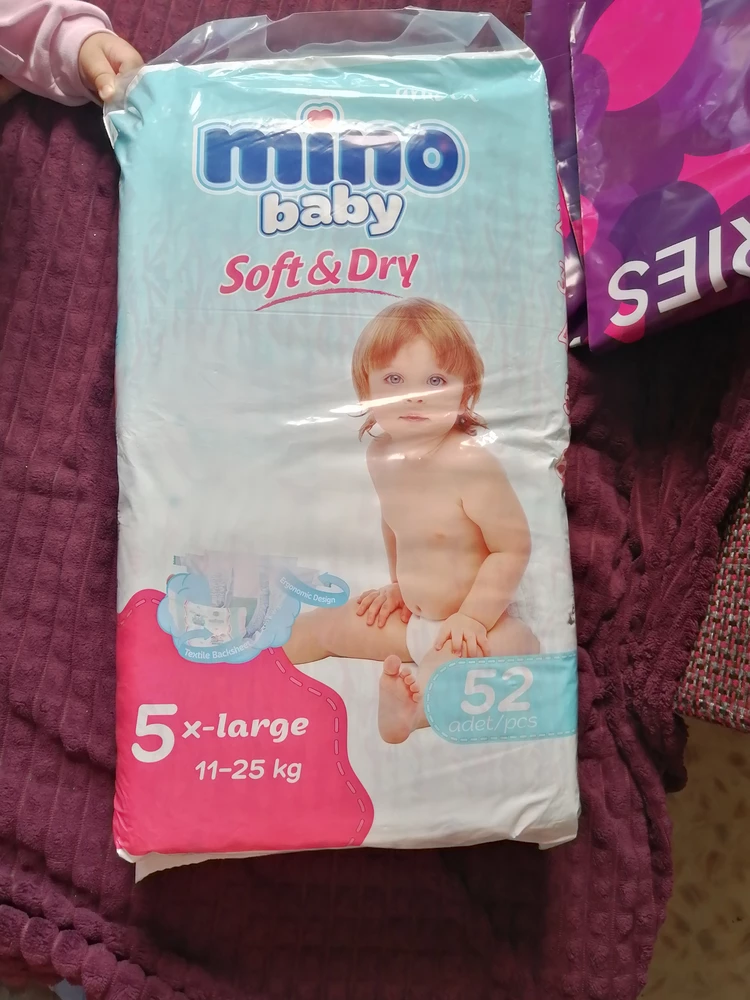 mino
baby
Soft & Dry
Ergonomic Design
Textile Backsheet
5 x-large
11-25 kg
52
adet/pcs
RIES